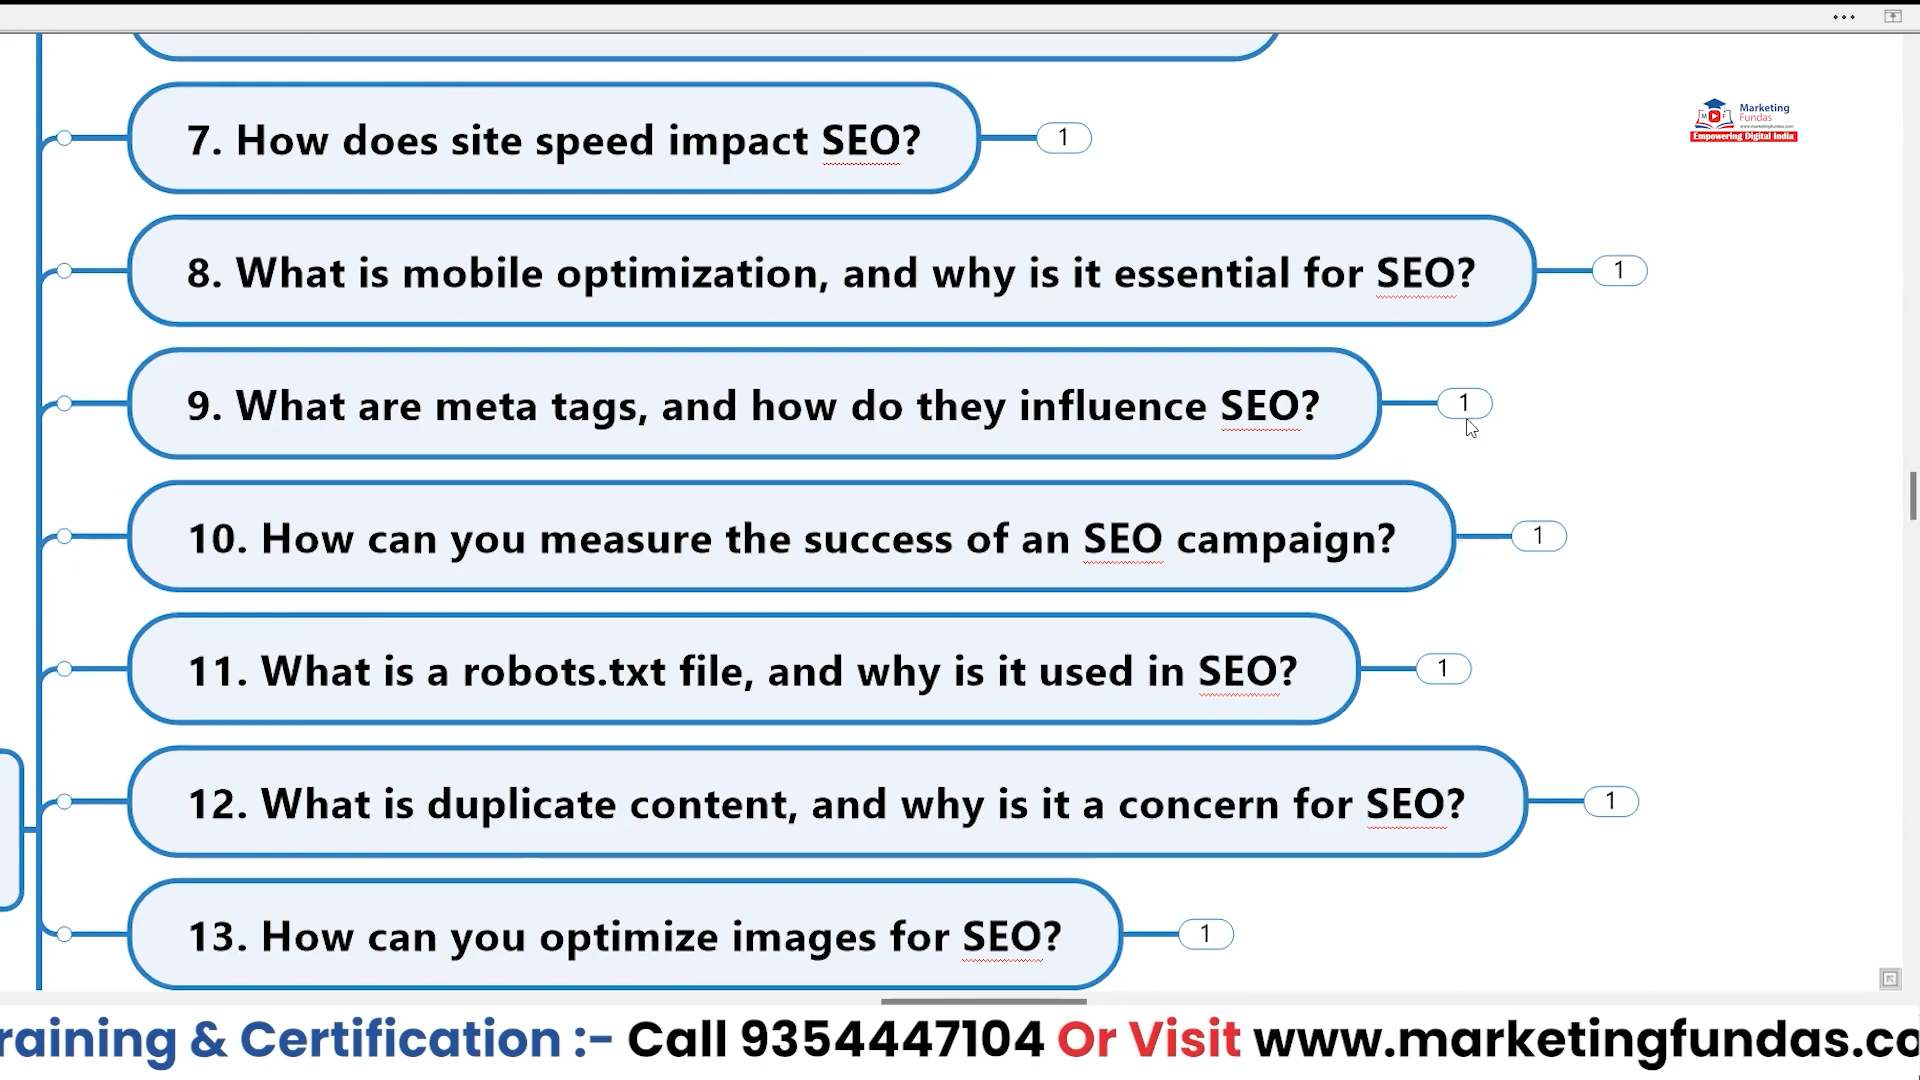 7. How does site speed impact SEO?
1
Marketing
Fundas
www.marketingfundas.com
Empowering Digital India
8. What is mobile optimization, and why is it essential for SEO?
1
9. What are meta tags, and how do they influence SEO?
1
10. How can you measure the success of an SEO campaign?
1
11. What is a robots.txt file, and why is it used in SEO?
1
12. What is duplicate content, and why is it a concern for SEO?
1
13. How can you optimize images for SEO?
1
raining & Certification :- Call 9354447104 Or Visit www.marketingfundas.co